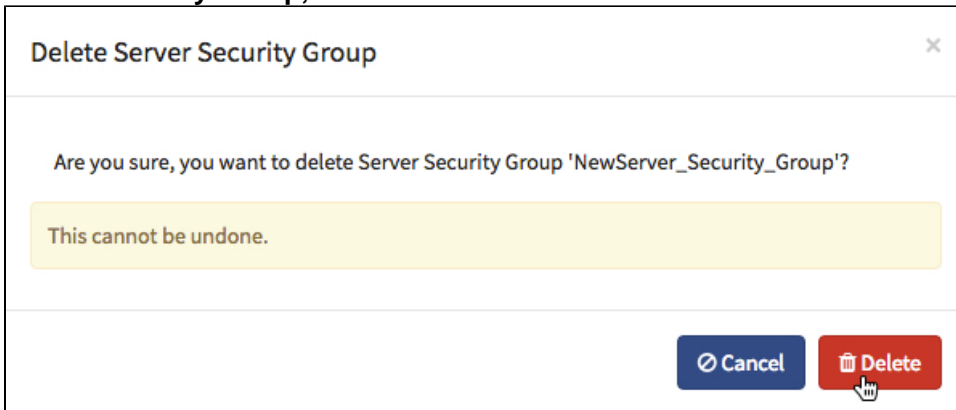 Delete Server Security Group
×
Are you sure, you want to delete Server Security Group 'NewServer_Security_Group'?
This cannot be undone.
Cancel
Delete